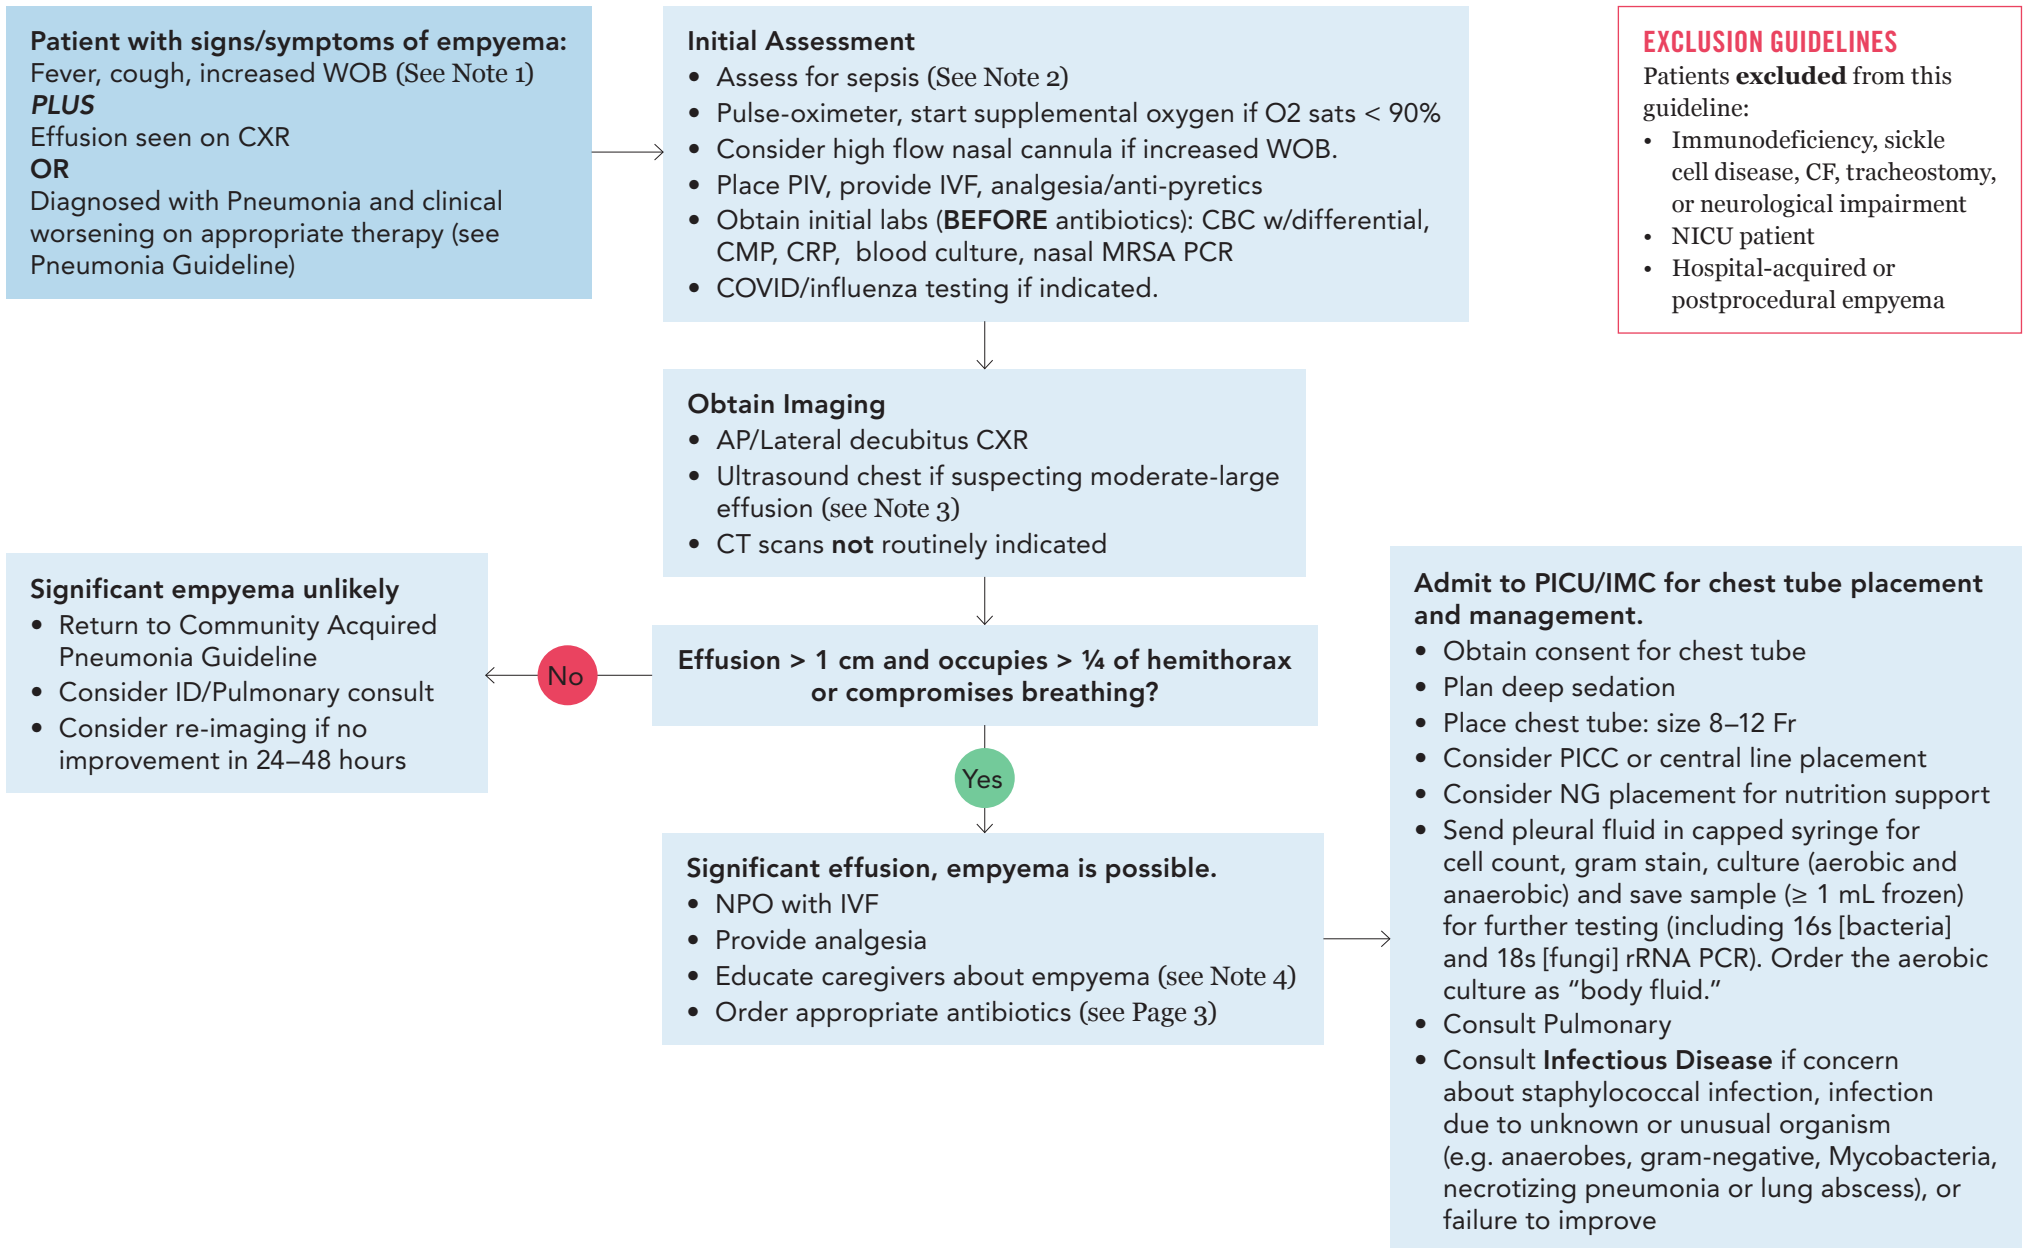 Patient with signs/symptoms of empyema:
Fever, cough, increased WOB (See Note 1)
PLUS
Effusion seen on CXR
OR
Diagnosed with Pneumonia and clinical
worsening on appropriate therapy (see
Pneumonia Guideline)
Initial Assessment
• Assess for sepsis (See Note 2)
• Pulse-oximeter, start supplemental oxygen if O2 sats < 90%
• Consider high flow nasal cannula if increased WOB.
• Place PIV, provide IVF, analgesia/anti-pyretics
• Obtain initial labs (BEFORE antibiotics): CBC w/differential,
CMP, CRP, blood culture, nasal MRSA PCR
• COVID/influenza testing if indicated.
EXCLUSION GUIDELINES
Patients excluded from this
guideline:
• Immunodeficiency, sickle
cell disease, CF, tracheostomy,
or neurological impairment
• NICU patient
• Hospital-acquired or
postprocedural empyema
Obtain Imaging
• AP/Lateral decubitus CXR
• Ultrasound chest if suspecting moderate-large
effusion (see Note 3)
• CT scans not routinely indicated
Effusion > 1 cm and occupies > ¼ of hemithorax
or compromises breathing?
No
Significant empyema unlikely
• Return to Community Acquired
Pneumonia Guideline
• Consider ID/Pulmonary consult
• Consider re-imaging if no
improvement in 24–48 hours
Yes
Significant effusion, empyema is possible.
• NPO with IVF
• Provide analgesia
• Educate caregivers about empyema (see Note 4)
• Order appropriate antibiotics (see Page 3)
Admit to PICU/IMC for chest tube placement
and management.
• Obtain consent for chest tube
• Plan deep sedation
• Place chest tube: size 8–12 Fr
• Consider PICC or central line placement
• Consider NG placement for nutrition support
• Send pleural fluid in capped syringe for
cell count, gram stain, culture (aerobic and
anaerobic) and save sample (≥ 1 mL frozen)
for further testing (including 16s [bacteria]
and 18s [fungi] rRNA PCR). Order the aerobic
culture as “body fluid.”
• Consult Pulmonary
• Consult Infectious Disease if concern
about staphylococcal infection, infection
due to unknown or unusual organism
(e.g. anaerobes, gram-negative, Mycobacteria,
necrotizing pneumonia or lung abscess), or
failure to improve